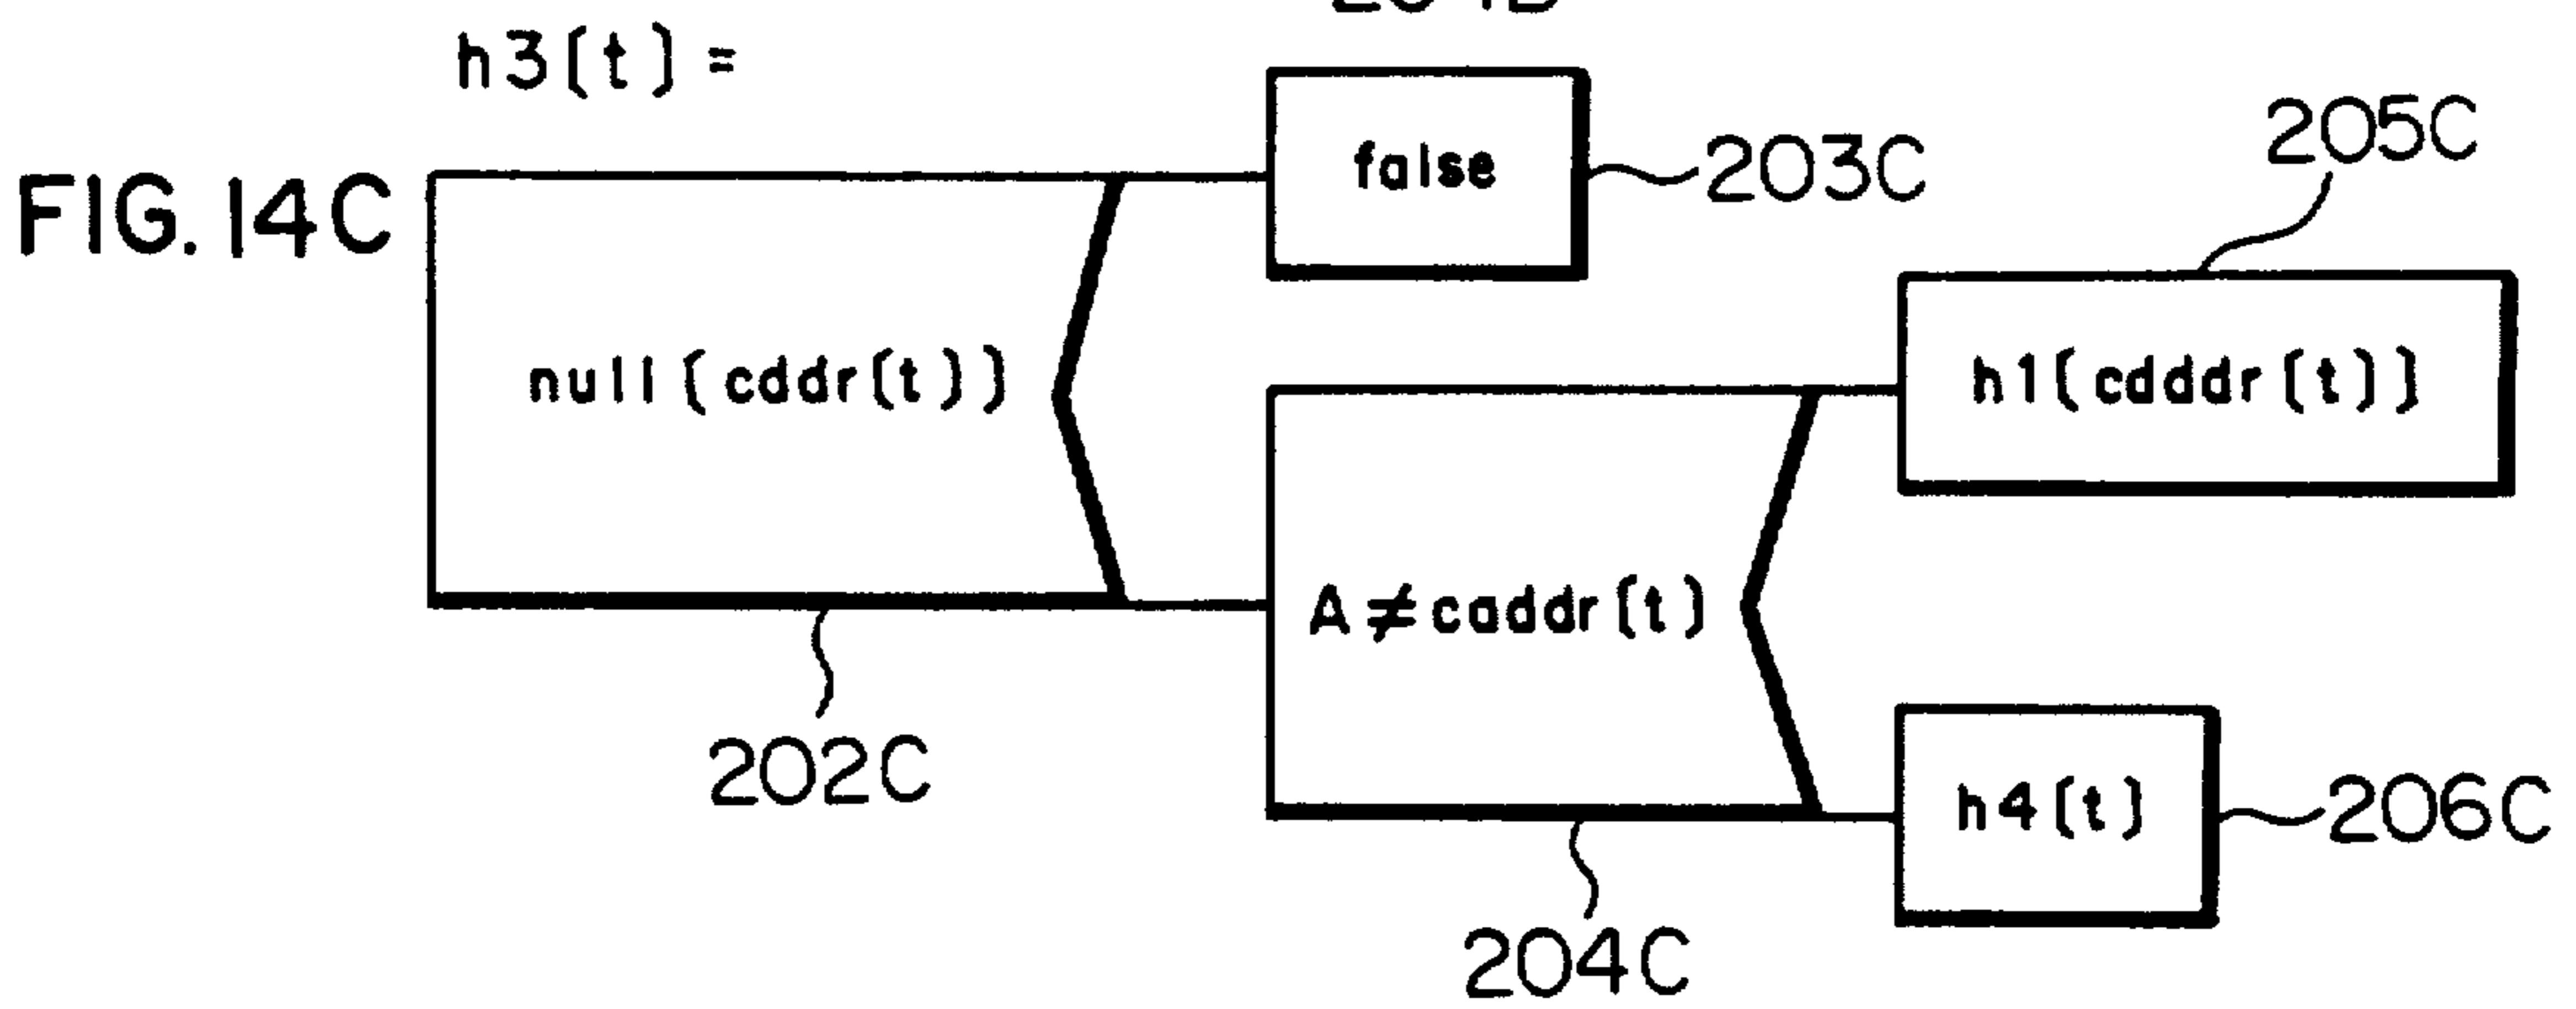 h3(t) =
FIG. 14C
false
203C
205C
null(cddr(t))
h1(cdddr(t))
A ≠ caddr(t)
202C
h4(t)
206C
204C